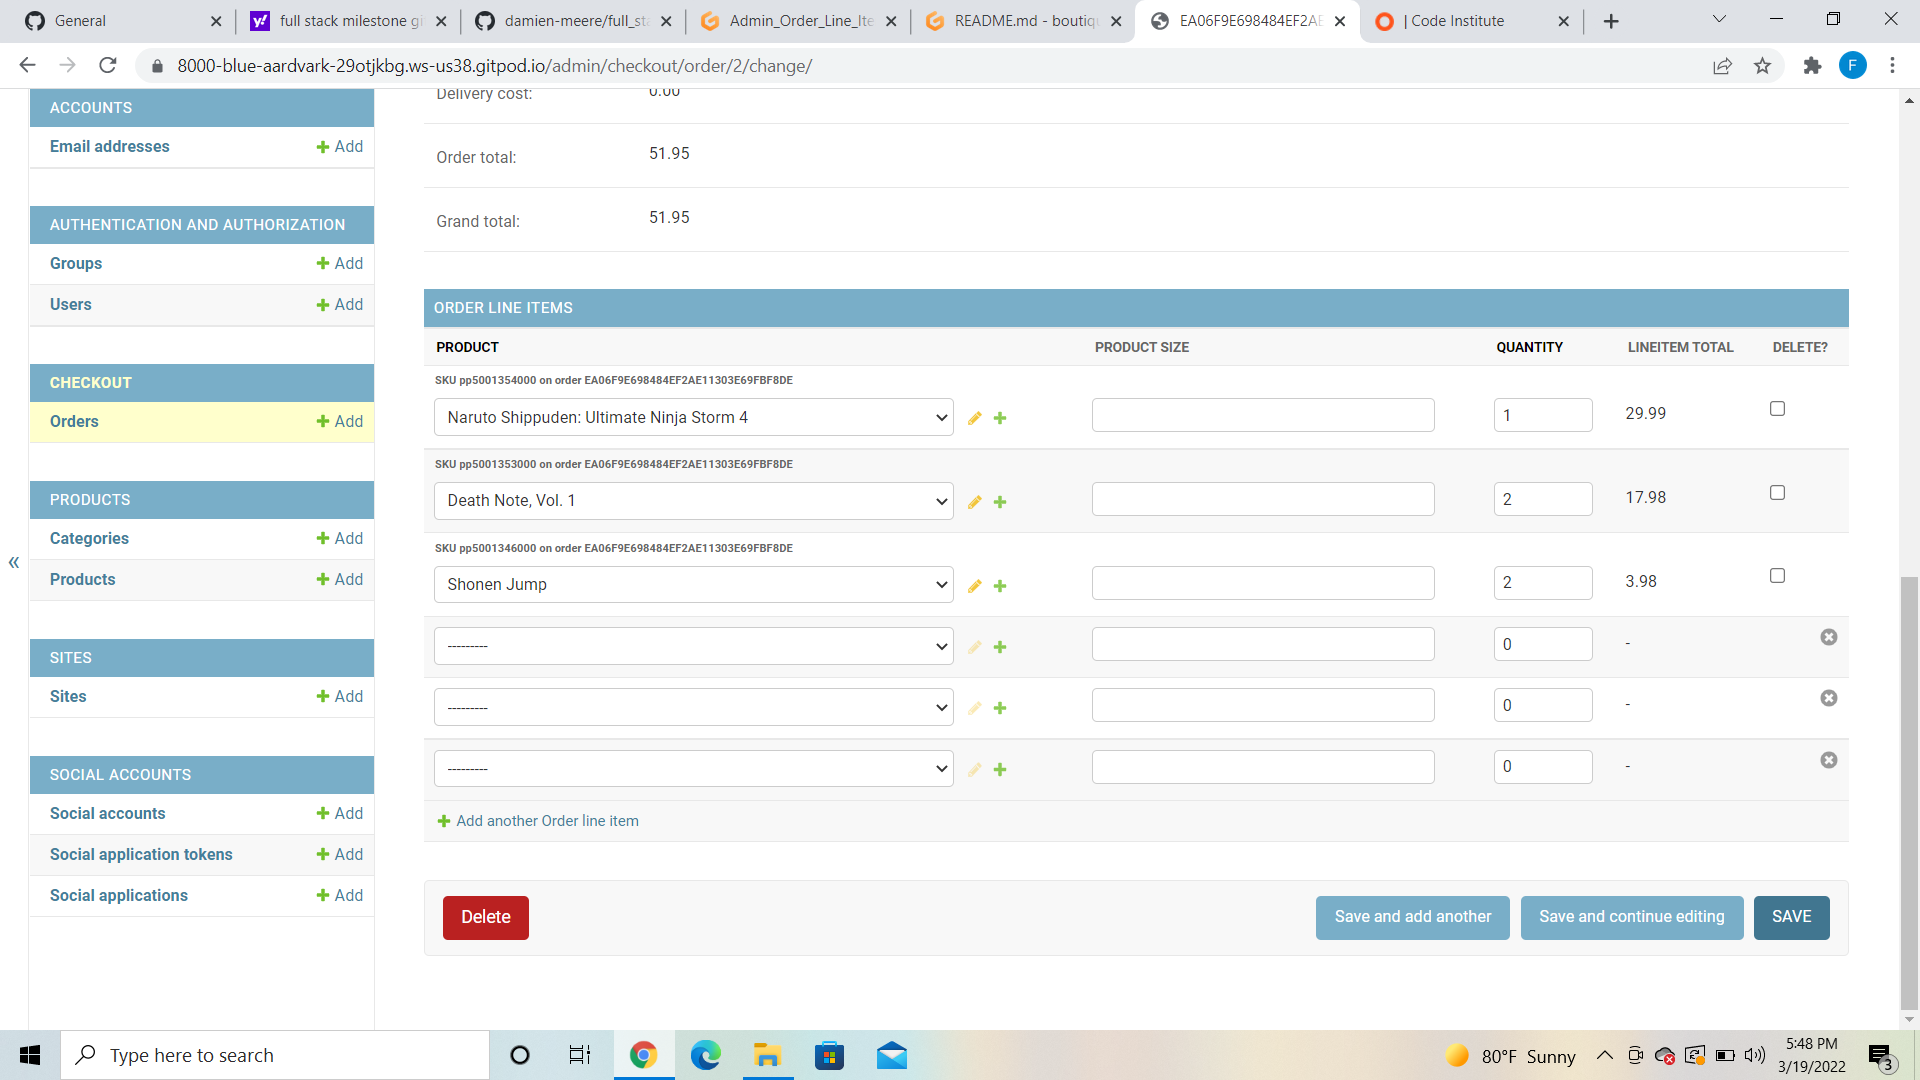 General
full stack milestone gi
damien-meere/full_sta
Admin_Order_Line_Ite
README.md - boutiq
EA06F9E698484EF2AE
| Code Institute
8000-blue-aardvark-29otjkbg.ws-us38.gitpod.io/admin/checkout/order/2/change/
F
ACCOUNTS
Email addresses
Add
AUTHENTICATION AND AUTHORIZATION
Groups
Add
Users
Add
CHECKOUT
Orders
Add
PRODUCTS
Categories
Add
Products
Add
SITES
Sites
Add
SOCIAL ACCOUNTS
Social accounts
Add
Social application tokens
Add
Social applications
Add
«
Delivery cost: 0.00
Order total: 51.95
Grand total: 51.95
ORDER LINE ITEMS
PRODUCT PRODUCT SIZE QUANTITY LINEITEM TOTAL DELETE?
SKU pp5001354000 on order EA06F9E698484EF2AE11303E69FBF8DE
Naruto Shippuden: Ultimate Ninja Storm 4 1 29.99
SKU pp5001353000 on order EA06F9E698484EF2AE11303E69FBF8DE
Death Note, Vol. 1 2 17.98
SKU pp5001346000 on order EA06F9E698484EF2AE11303E69FBF8DE
Shonen Jump 2 3.98
--------- 0 -
--------- 0 -
--------- 0 -
Add another Order line item
Delete
Save and add another
Save and continue editing
SAVE
Type here to search
80°F Sunny
5:48 PM
3/19/2022
3